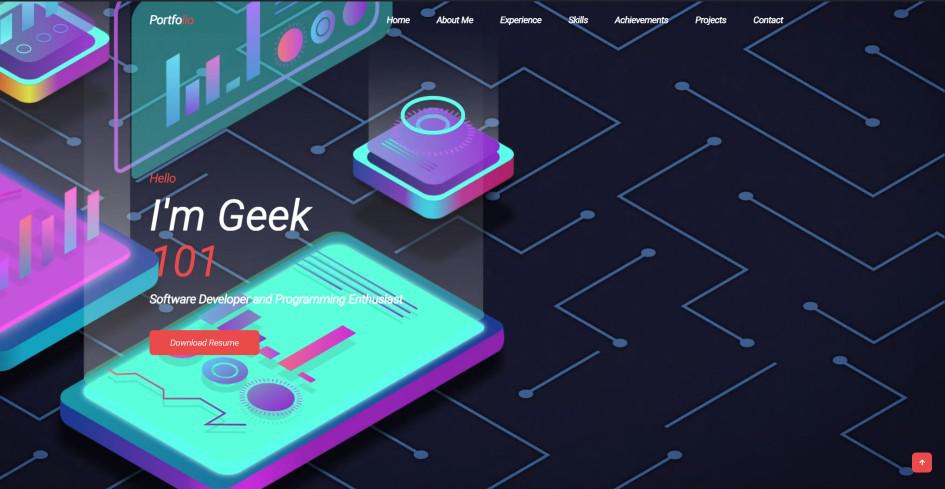 Portfolio
Home About Me Experience Skills Achievements Projects Contact
Hello
I'm Geek
101
Software Developer and Programming Enthusiast
Download Resume